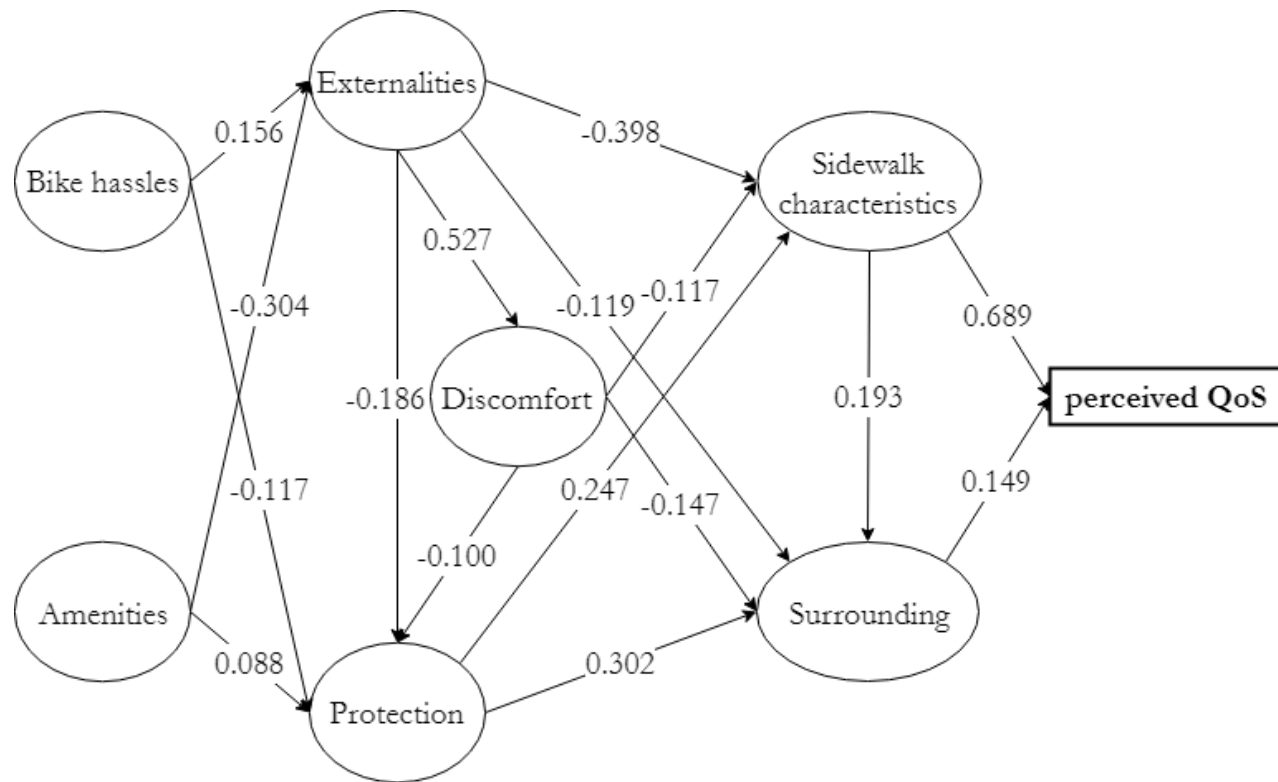 Externalities
0.156
-0.398
Bike hassles
Sidewalk
characteristics
0.527
-0.304
-0.119
-0.117
0.689
-0.186
Discomfort
0.193
perceived QoS
-0.117
0.247
-0.147
0.149
-0.100
Amenities
Surrounding
0.088
0.302
Protection